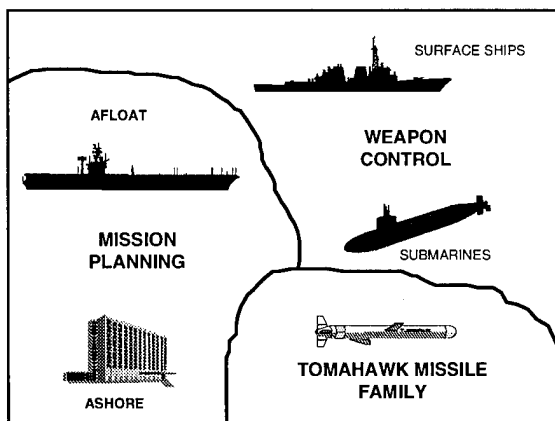 SURFACE SHIPS
AFLOAT
WEAPON
CONTROL
MISSION
PLANNING
SUBMARINES
TOMAHAWK MISSILE
FAMILY
ASHORE